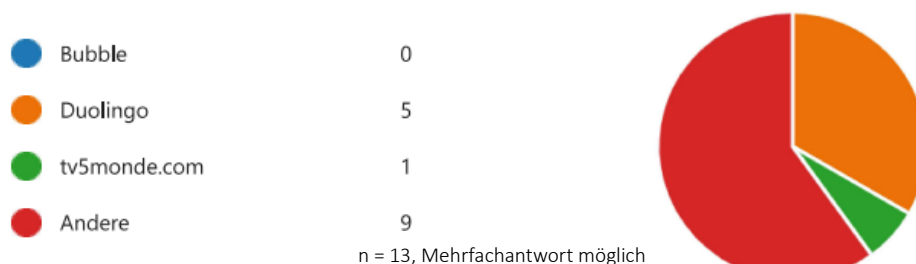 Bubble 0
Duolingo 5
tv5monde.com 1
Andere 9
n = 13, Mehrfachantwort möglich